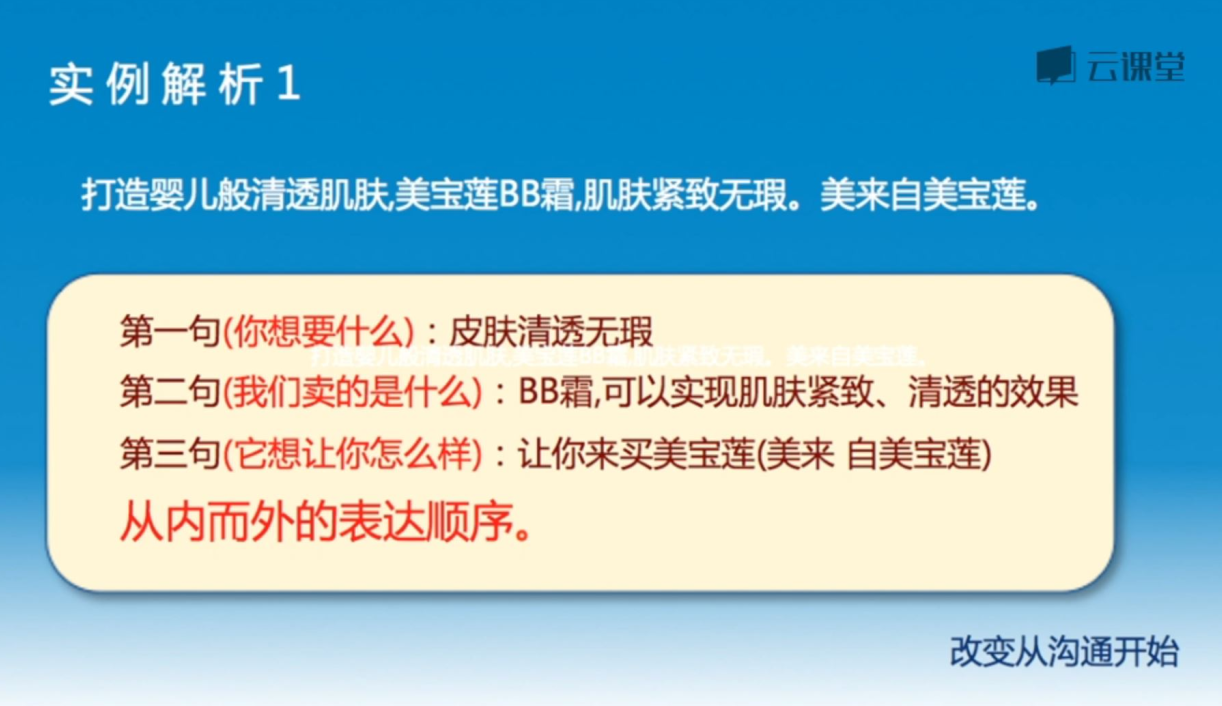 实例解析1
云课堂
打造婴儿般清透肌肤,美宝莲BB霜,肌肤紧致无瑕。美来自美宝莲。
第一句(你想要什么):皮肤清透无瑕
打造婴儿般清透肌肤,美宝莲BB霜,肌肤紧致无瑕。美来自美宝莲。
第二句(我们卖的是什么):BB霜,可以实现肌肤紧致、清透的效果
第三句(它想让你怎么样):让你来买美宝莲(美来 自美宝莲)
从内而外的表达顺序。
改变从沟通开始